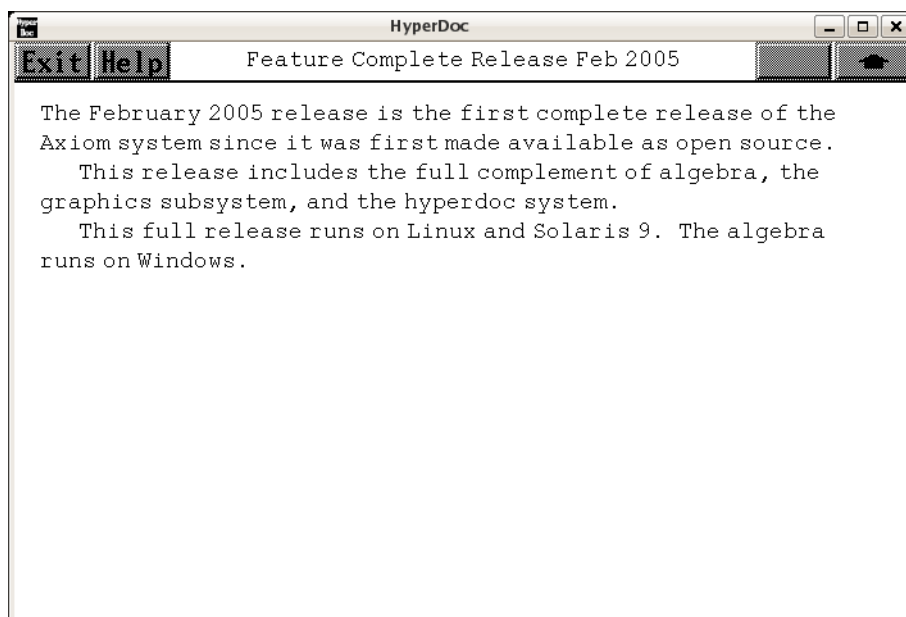 Hyper Doc
HyperDoc
Exit Help Feature Complete Release Feb 2005
The February 2005 release is the first complete release of the
Axiom system since it was first made available as open source.
This release includes the full complement of algebra, the
graphics subsystem, and the hyperdoc system.
This full release runs on Linux and Solaris 9. The algebra
runs on Windows.